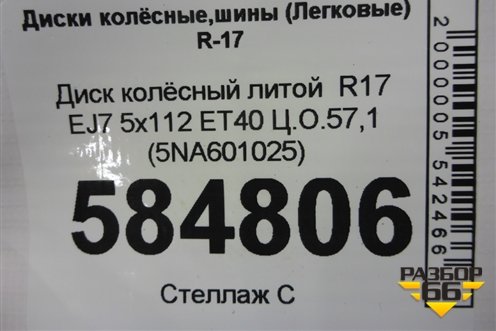 Диски колёсные,шины (Легковые)
R-17
Диск колёсный литой R17
EJ7 5x112 ET40 Ц.О.57,1
(5NA601025)
584806
Стеллаж С
2000005542466
РАЗБОР
66